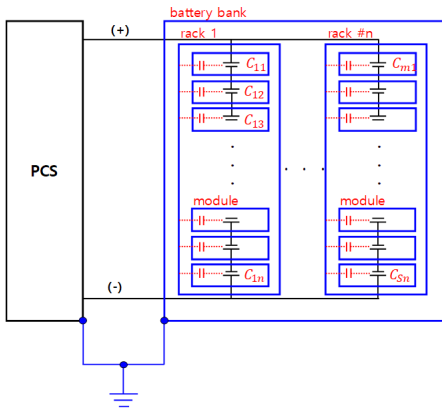 battery bank
(+)
rack 1
rack #n
C₁₁
Cₘ₁
C₁₂
C₁₃
PCS
module
module
C₁ₙ
Cₛₙ
(-)